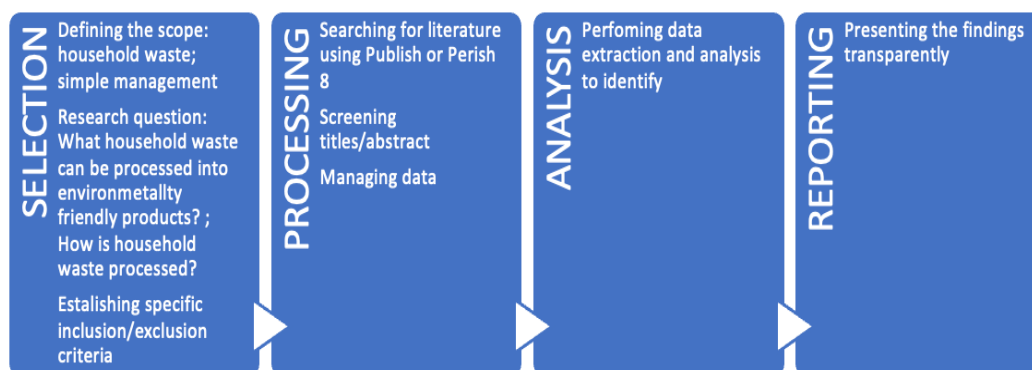 SELECTION
Defining the scope:
household waste;
simple management
Research question:
What household waste
can be processed into
environmetallty
friendly products? ;
How is household
waste processed?
Estalishing specific
inclusion/exclusion
criteria
PROCESSING
Searching for literature
using Publish or Perish
8
Screening
titles/abstract
Managing data
ANALYSIS
Perfoming data
extraction and analysis
to identify
REPORTING
Presenting the findings
transparently